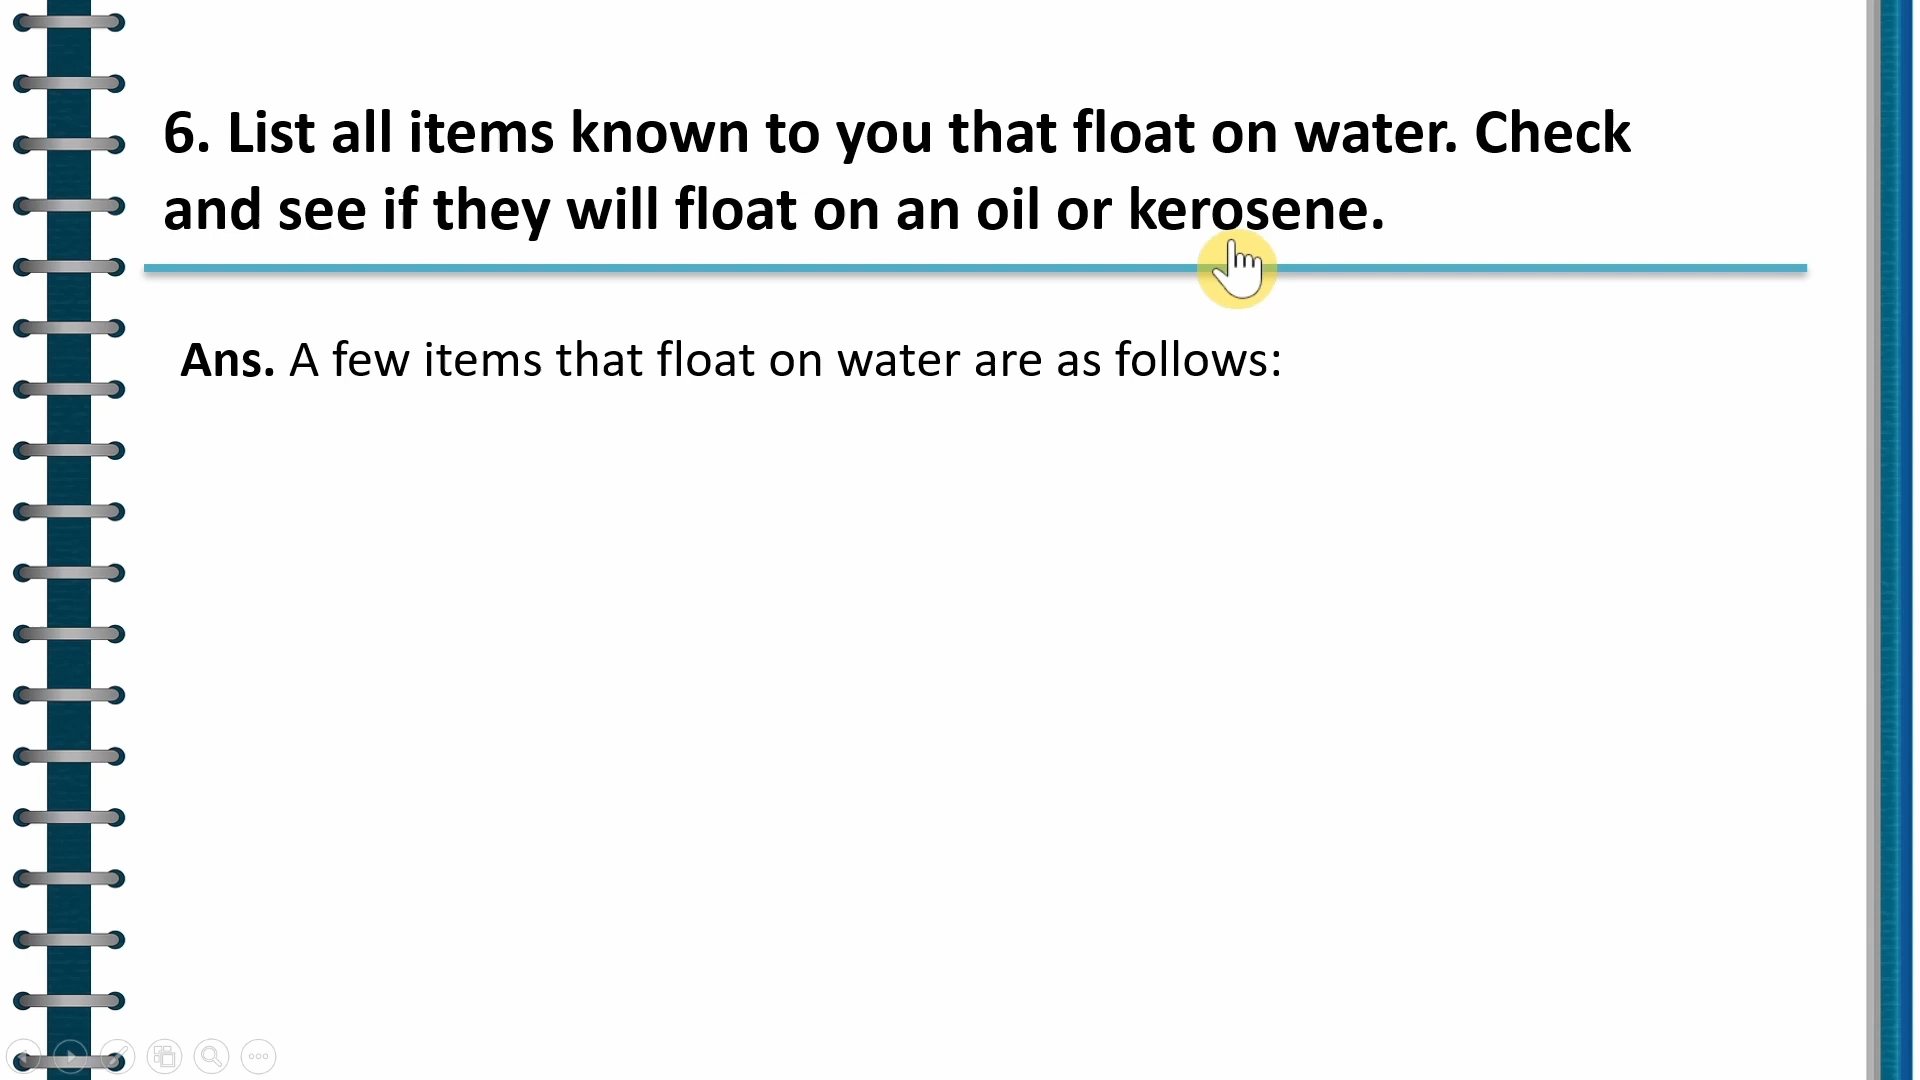 6. List all items known to you that float on water. Check
and see if they will float on an oil or kerosene.
Ans. A few items that float on water are as follows: